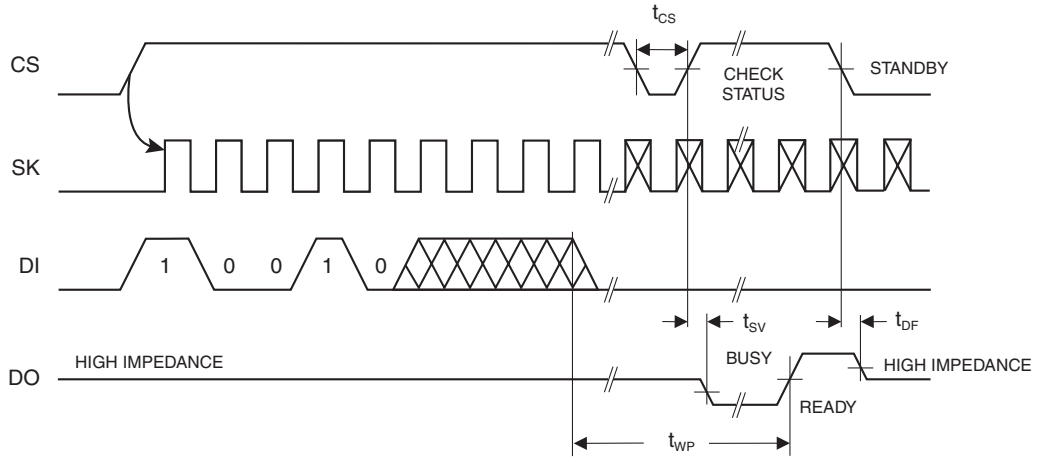 tCS
CS
CHECK
STATUS
STANDBY
SK
DI
1 0 0 1 0
tSV
tDF
HIGH IMPEDANCE
BUSY
HIGH IMPEDANCE
DO
READY
tWP